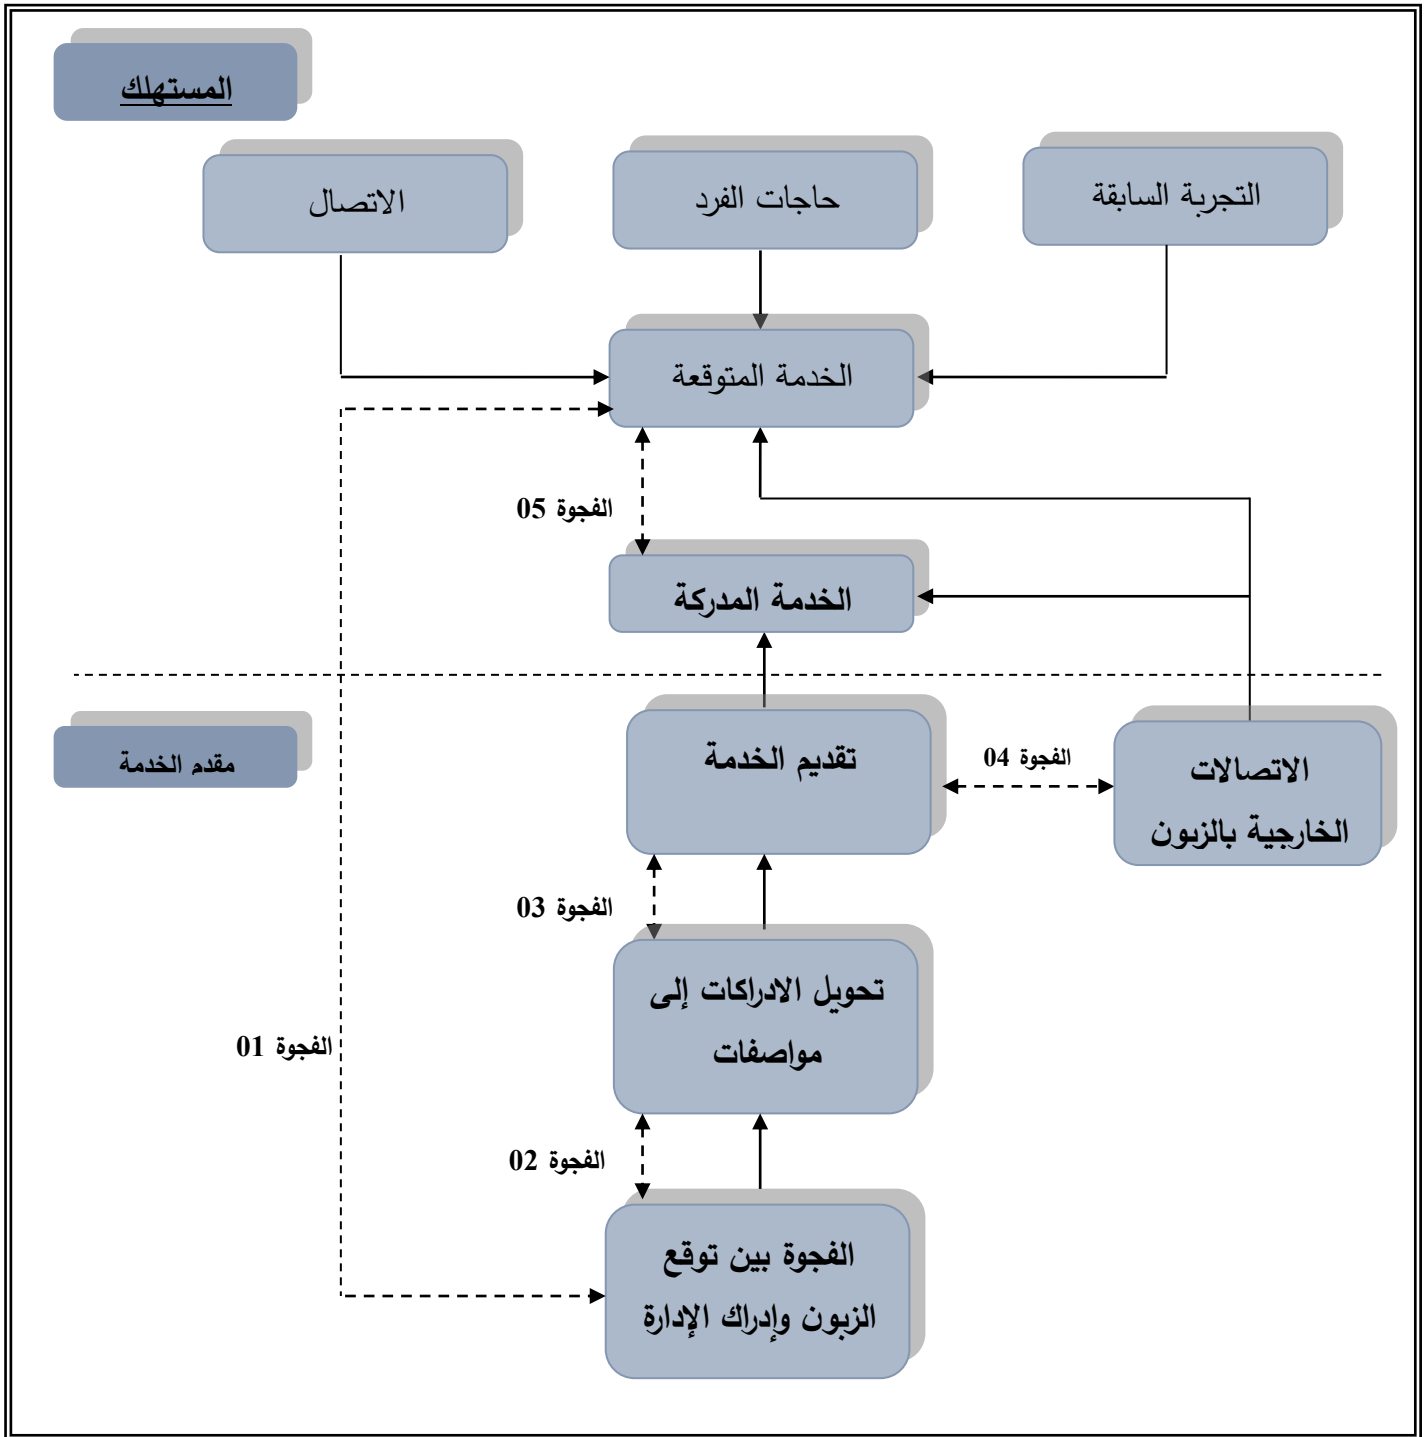 المستهلك
التجربة السابقة
حاجات الفرد
الاتصال
الخدمة المتوقعة
الفجوة 05
الخدمة المدركة
مقدم الخدمة
تقديم الخدمة
الفجوة 04
الاتصالات
الخارجية بالزبون
الفجوة 03
تحويل الادراكات إلى
مواصفات
الفجوة 01
الفجوة 02
الفجوة بين توقع
الزبون وإدراك الإدارة